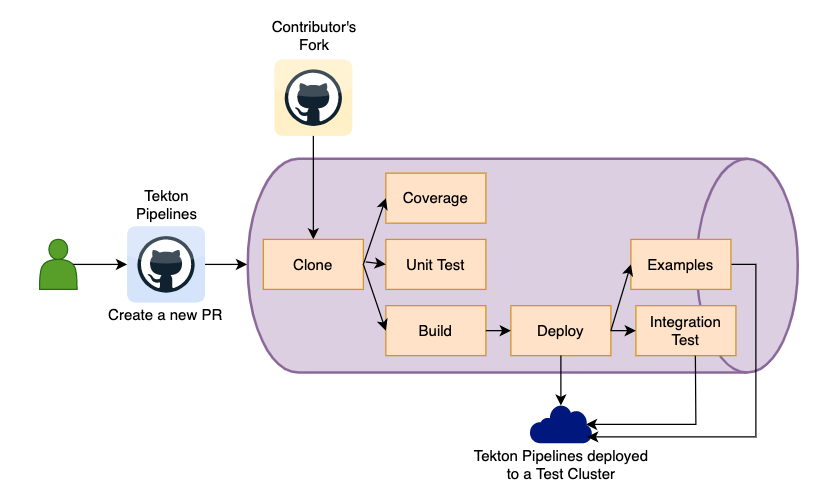 Contributor's
Fork
Tekton
Pipelines
Create a new PR
Clone
Coverage
Unit Test
Build
Deploy
Examples
Integration
Test
Tekton Pipelines deployed
to a Test Cluster